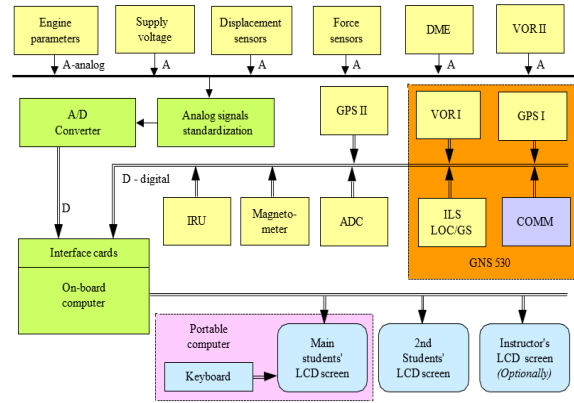 Engine
parameters
Supply
voltage
Displacement
sensors
Force
sensors
DME
VOR II
A-analog
A
A
A
A
A
A/D
Converter
Analog signals
standardization
GPS II
VOR I
GPS I
D - digital
D
IRU
Magneto-
meter
ADC
ILS
LOC/GS
COMM
GNS 530
Interface cards
On-board
computer
Portable
computer
Keyboard
Main
students'
LCD screen
2nd
Students'
LCD screen
Instructor's
LCD screen
(Optionally)